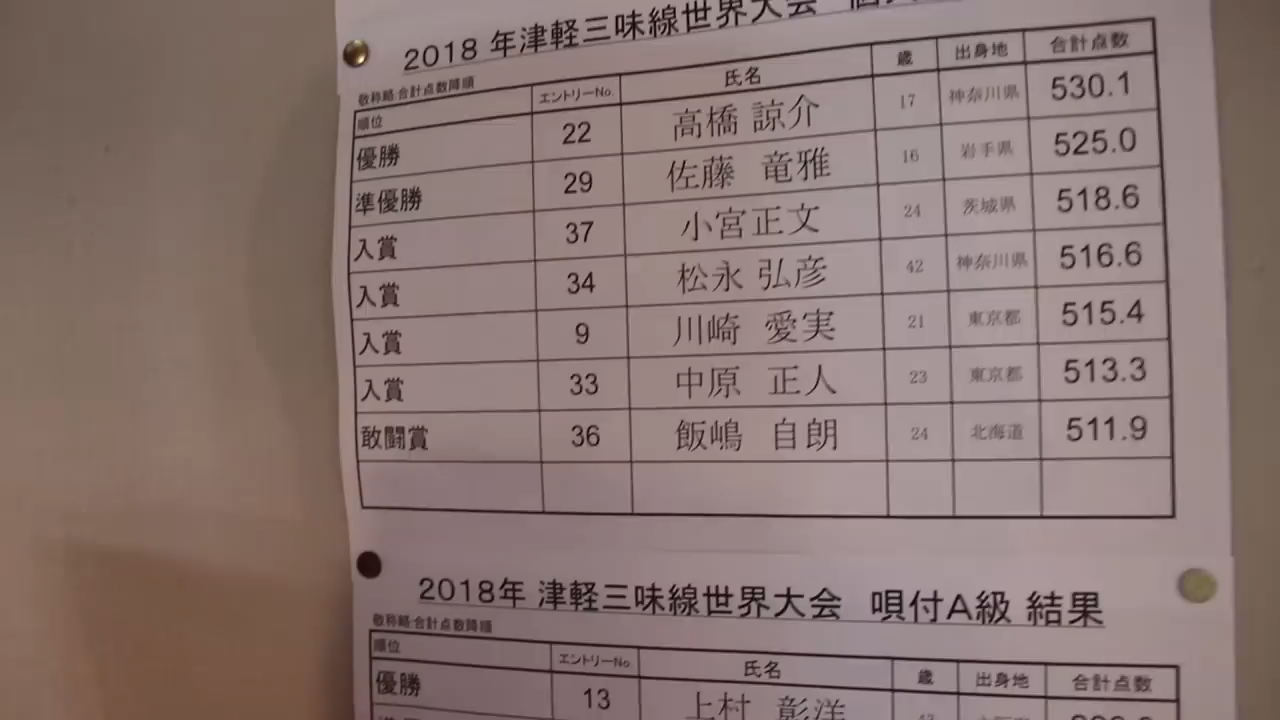 2018 年津軽三味線世界大会
敬称略・合計点数降順
順位 エントリーNo. 氏名 歳 出身地 合計点数
優勝 22 高橋 諒介 17 神奈川県 530.1
準優勝 29 佐藤 竜雅 16 岩手県 525.0
入賞 37 小宮正文 24 茨城県 518.6
入賞 34 松永 弘彦 42 神奈川県 516.6
入賞 9 川崎 愛実 21 東京都 515.4
入賞 33 中原 正人 23 東京都 513.3
敢闘賞 36 飯嶋 自朗 24 北海道 511.9
2018年 津軽三味線世界大会 唄付A級 結果
敬称略・合計点数降順
順位 エントリーNo. 氏名 歳 出身地 合計点数
優勝 13 上村 彰洋